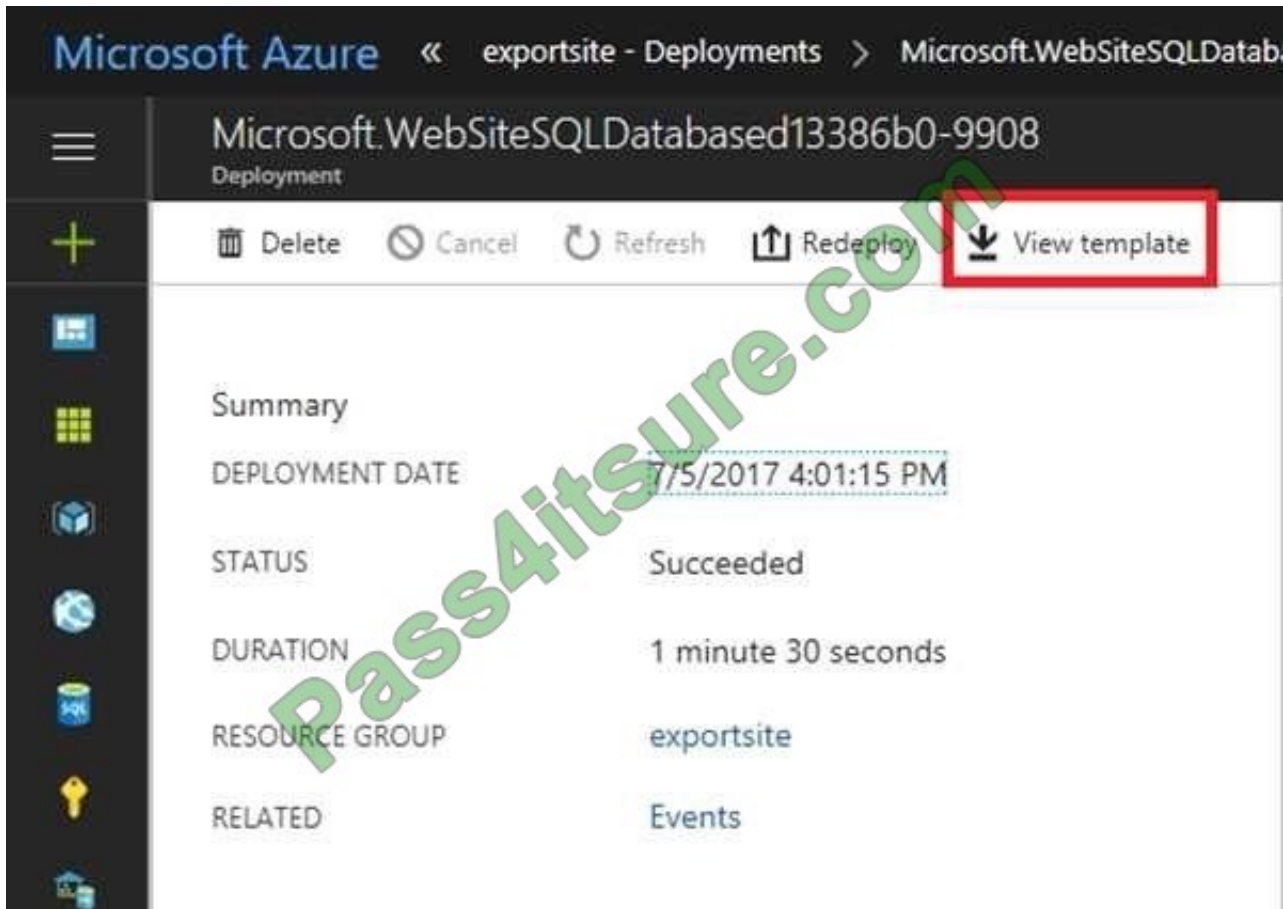 Microsoft Azure « exportsite - Deployments > Microsoft.WebSiteSQLDatab.
Microsoft.WebSiteSQLDatabased13386b0-9908
Deployment
Delete Cancel Refresh Redeploy View template
Summary
DEPLOYMENT DATE 7/5/2017 4:01:15 PM
STATUS Succeeded
DURATION 1 minute 30 seconds
RESOURCE GROUP exportsite
RELATED Events
SQL
Pass4itsure.com